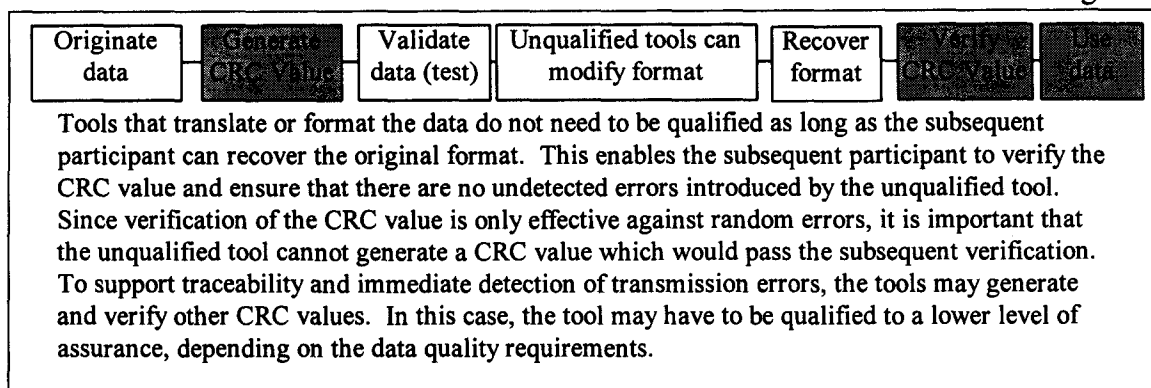 Originate data
Generate CRC Value
Validate data (test)
Unqualified tools can modify format
Recover format
Verify CRC Value
Use data
Tools that translate or format the data do not need to be qualified as long as the subsequent
participant can recover the original format. This enables the subsequent participant to verify the
CRC value and ensure that there are no undetected errors introduced by the unqualified tool.
Since verification of the CRC value is only effective against random errors, it is important that
the unqualified tool cannot generate a CRC value which would pass the subsequent verification.
To support traceability and immediate detection of transmission errors, the tools may generate
and verify other CRC values. In this case, the tool may have to be qualified to a lower level of
assurance, depending on the data quality requirements.